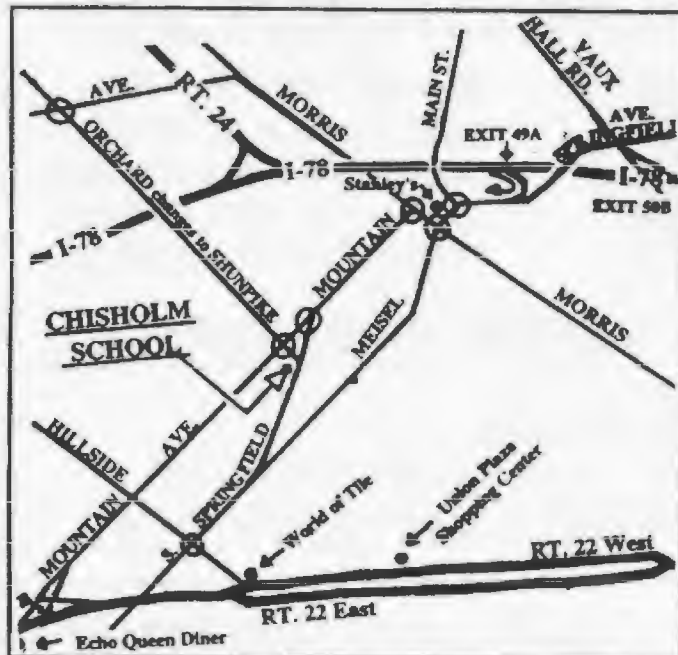 AVE.
RT. 24
MORRIS
MAIN ST.
VAUX
HALL RD.
AVE.
EXIT 49A
ORCHARD changes to SHUNPIKE
I-78
Stanley's
I-78
EXIT 50B
I-78
MOUNTAIN
CHISHOLM
SCHOOL
MEISEL
MORRIS
HILLSIDE
AVE.
SPRINGFIELD
MOUNTAIN
World of Tile
Union Plaza
Shopping Center
RT. 22 West
RT. 22 East
Echo Queen Diner